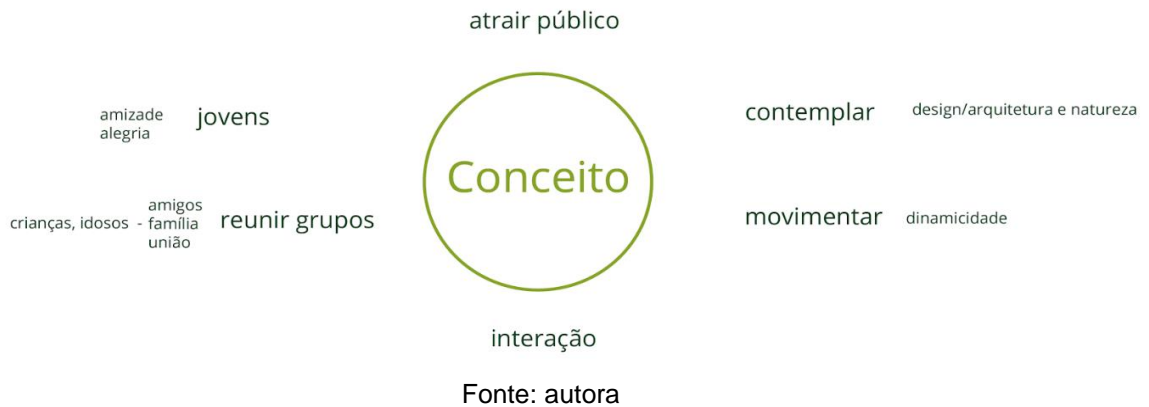 atrair público
amizade
alegria
jovens
contemplar
design/arquitetura e natureza
Conceito
crianças, idosos -
amigos
família
união
reunir grupos
movimentar
dinamicidade
interação
Fonte: autora